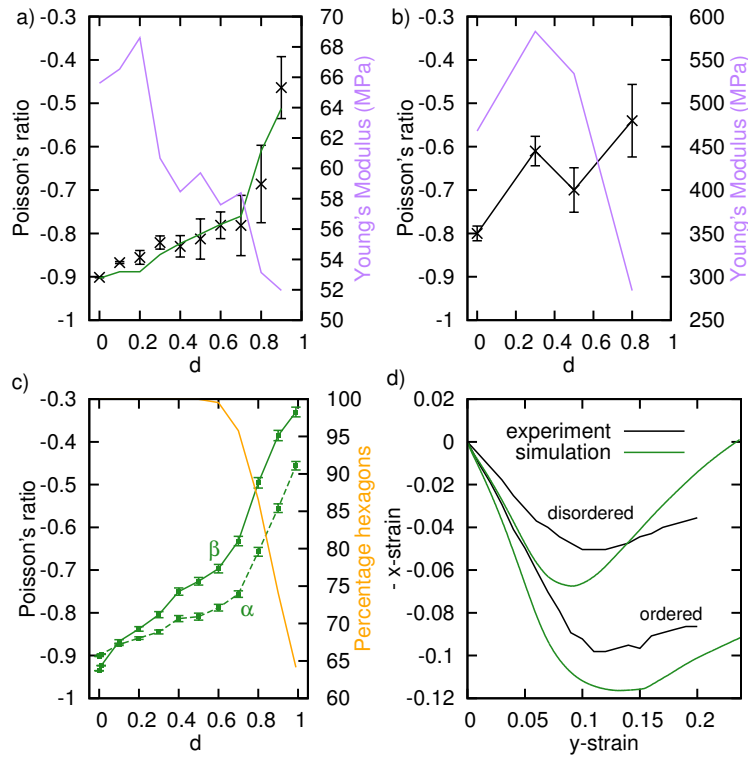 a)
-0.3
-0.4
-0.5
-0.6
-0.7
-0.8
-0.9
-1
Poisson's ratio
0 0.2 0.4 0.6 0.8 1
d
70
68
66
64
62
60
58
56
54
52
50
Young's Modulus (MPa)
b)
-0.3
-0.4
-0.5
-0.6
-0.7
-0.8
-0.9
-1
Poisson's ratio
0 0.2 0.4 0.6 0.8 1
d
600
550
500
450
400
350
300
250
Young's Modulus (MPa)
c)
-0.3
-0.4
-0.5
-0.6
-0.7
-0.8
-0.9
-1
Poisson's ratio
β
α
0 0.2 0.4 0.6 0.8 1
d
100
95
90
85
80
75
70
65
60
Percentage hexagons
d)
0.02
0
-0.02
-0.04
-0.06
-0.08
-0.1
-0.12
- x-strain
experiment
simulation
disordered
ordered
0 0.05 0.1 0.15 0.2
y-strain